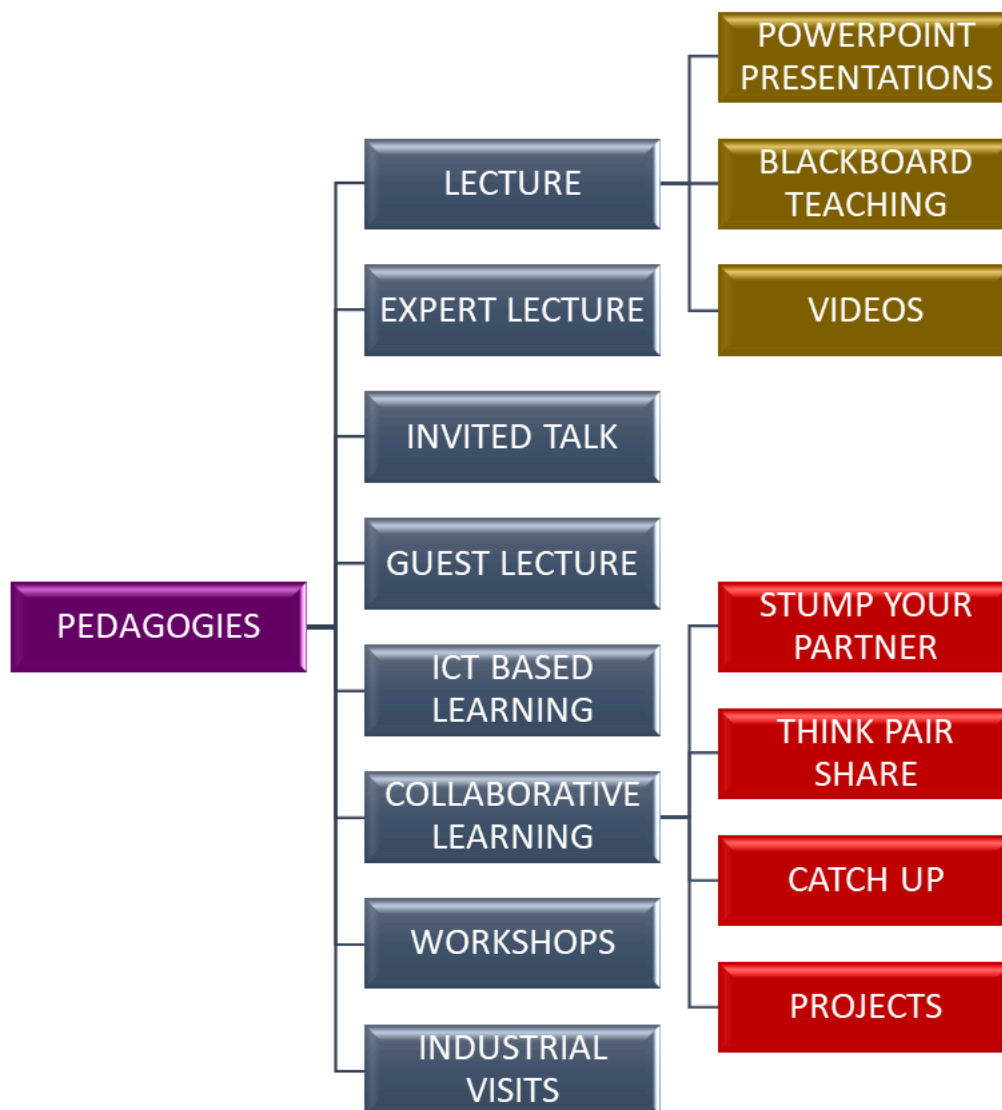 POWERPOINT
PRESENTATIONS
LECTURE
BLACKBOARD
TEACHING
VIDEOS
EXPERT LECTURE
INVITED TALK
GUEST LECTURE
PEDAGOGIES
ICT BASED
LEARNING
COLLABORATIVE
LEARNING
STUMP YOUR
PARTNER
THINK PAIR
SHARE
CATCH UP
PROJECTS
WORKSHOPS
INDUSTRIAL
VISITS